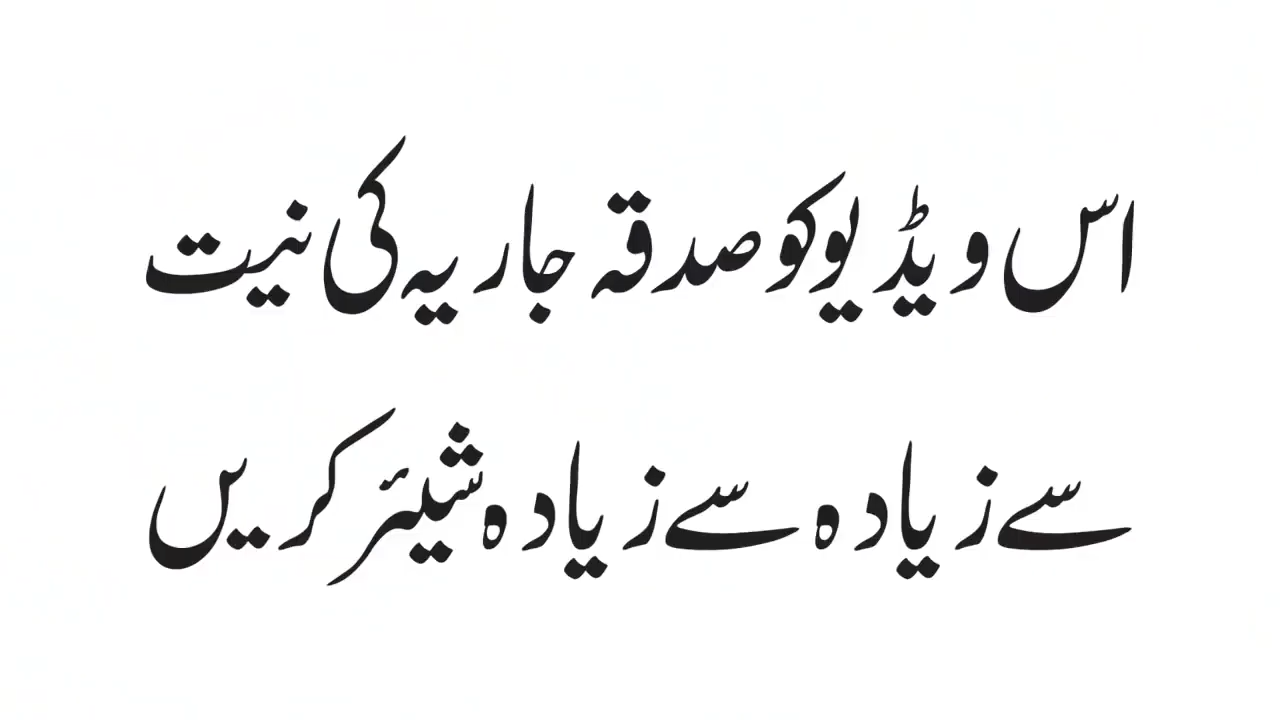 اس ویڈیو کو صدقہ جاریہ کی نیت
سے زیادہ سے زیادہ شیئر کریں